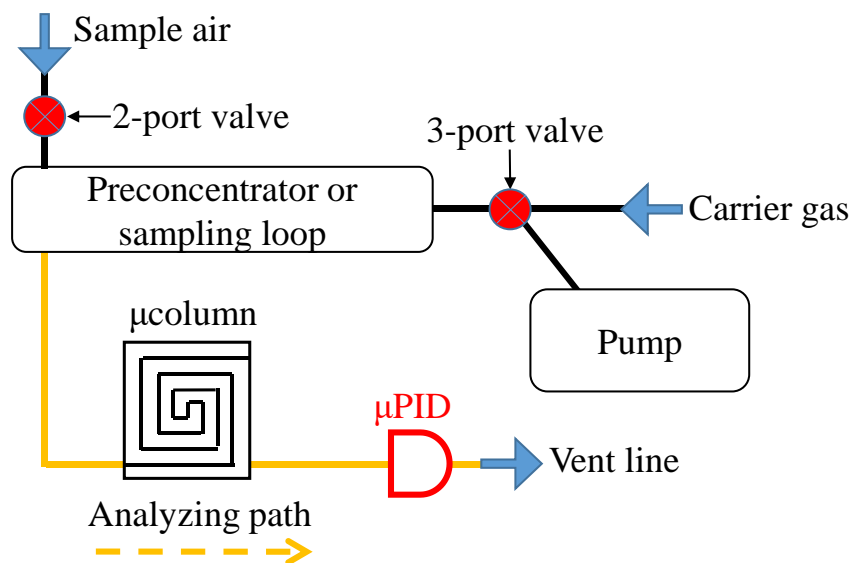 Sample air
2-port valve
3-port valve
Preconcentrator or
sampling loop
Carrier gas
μcolumn
Pump
μPID
Vent line
Analyzing path